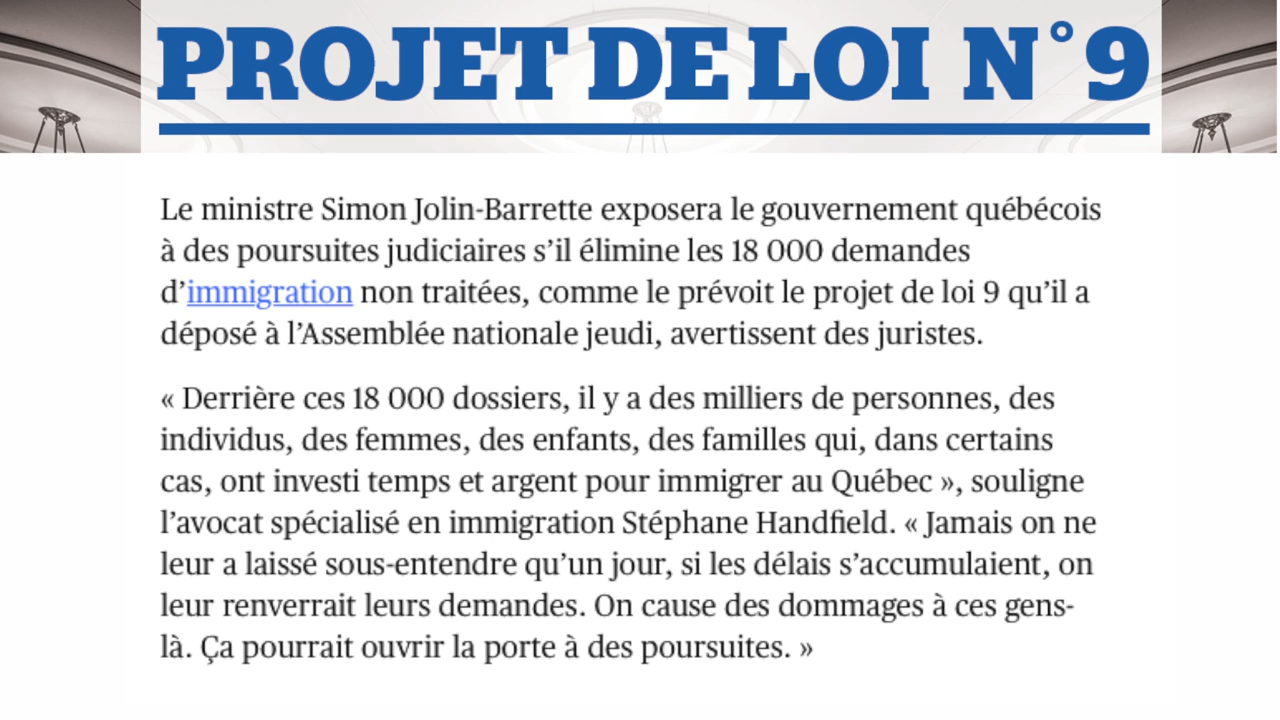 PROJET DE LOI N°9
Le ministre Simon Jolin-Barrette exposera le gouvernement québécois
à des poursuites judiciaires s’il élimine les 18 000 demandes
d’immigration non traitées, comme le prévoit le projet de loi 9 qu’il a
déposé à l’Assemblée nationale jeudi, avertissent des juristes.
« Derrière ces 18 000 dossiers, il y a des milliers de personnes, des
individus, des femmes, des enfants, des familles qui, dans certains
cas, ont investi temps et argent pour immigrer au Québec », souligne
l’avocat spécialisé en immigration Stéphane Handfield. « Jamais on ne
leur a laissé sous-entendre qu’un jour, si les délais s’accumulaient, on
leur renverrait leurs demandes. On cause des dommages à ces gens-
là. Ça pourrait ouvrir la porte à des poursuites. »